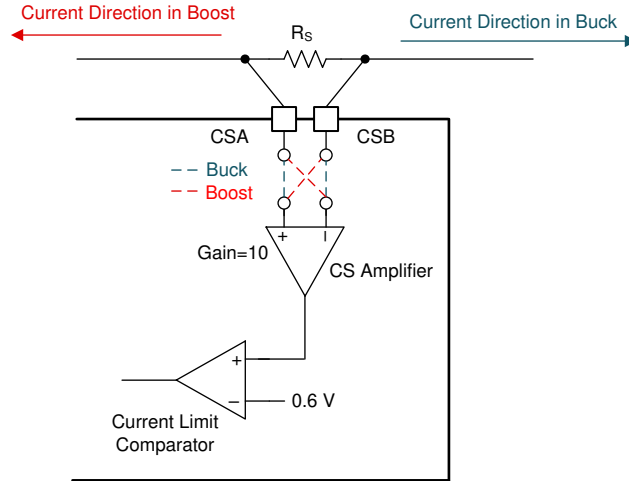 Current Direction in Boost
R_S
Current Direction in Buck
CSA
CSB
Buck
Boost
+
−
Gain=10
CS Amplifier
+
−
0.6 V
Current Limit
Comparator